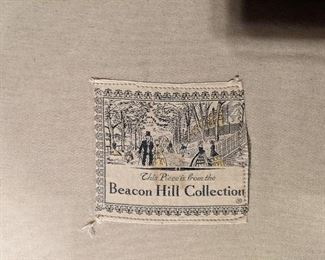 This Piece is from the
Beacon Hill Collection
®